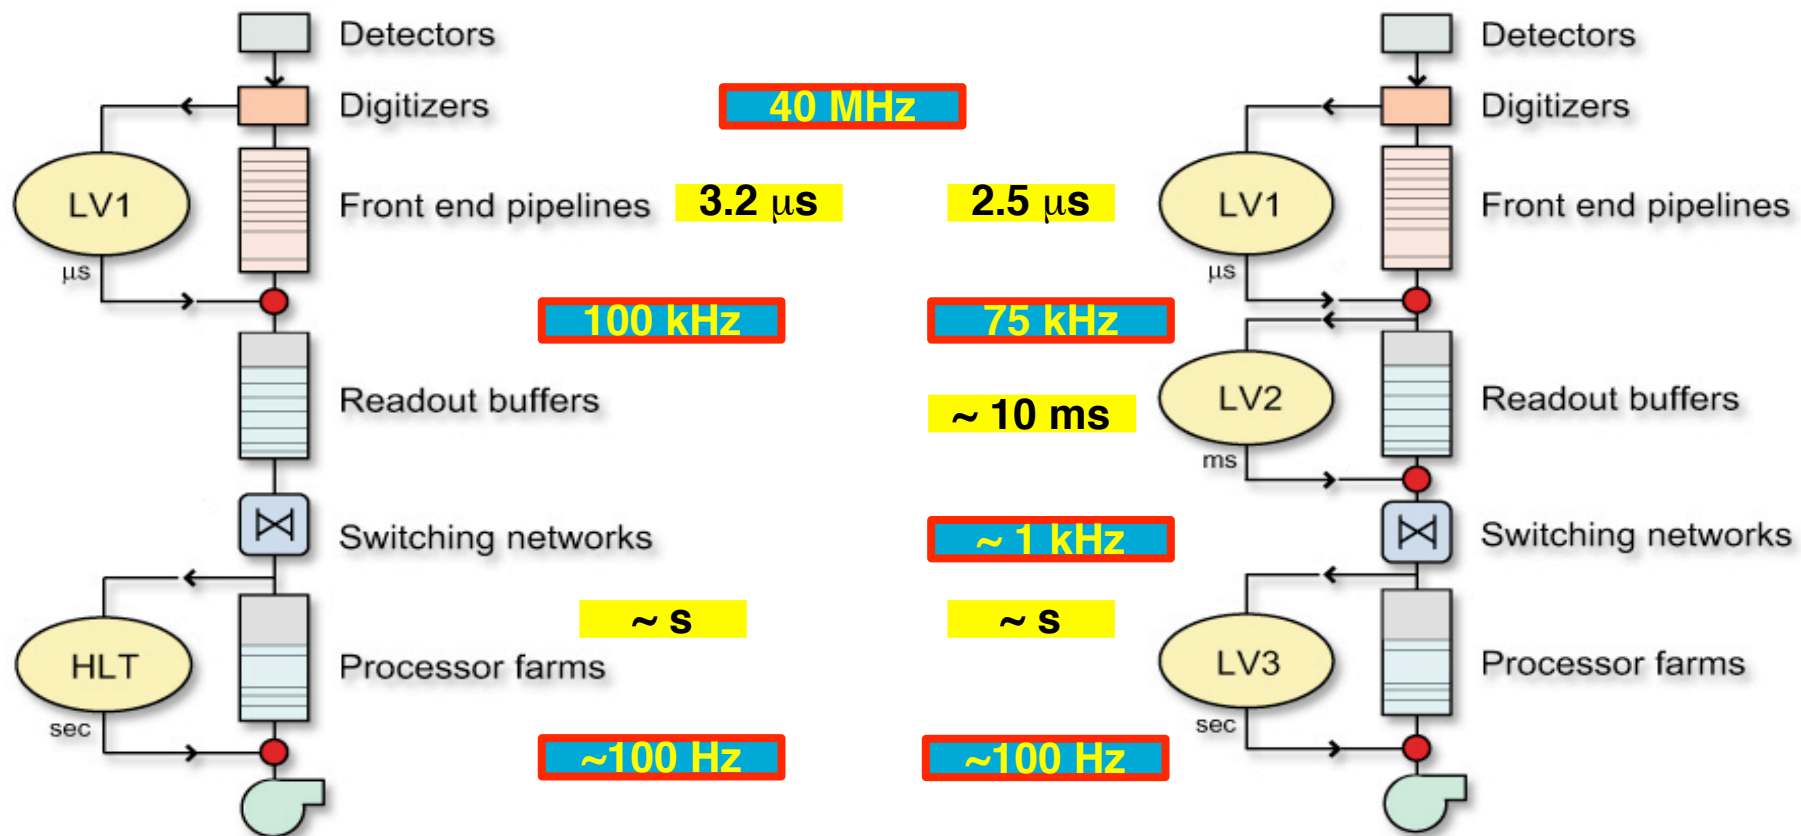 Detectors
Digitizers
LV1
Front end pipelines
μs
Readout buffers
Switching networks
HLT
Processor farms
sec
40 MHz
3.2 μs
2.5 μs
100 kHz
75 kHz
~ 10 ms
~ 1 kHz
~ s
~ s
~100 Hz
~100 Hz
Detectors
Digitizers
LV1
Front end pipelines
μs
LV2
Readout buffers
ms
Switching networks
LV3
Processor farms
sec